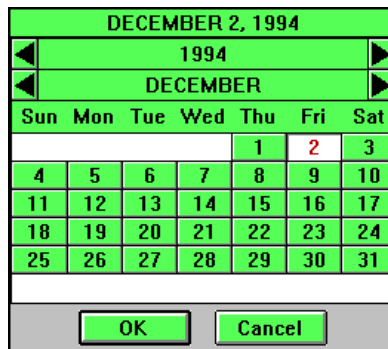 DECEMBER 2, 1994
1994
DECEMBER
Sun Mon Tue Wed Thu Fri Sat
1 2 3
4 5 6 7 8 9 10
11 12 13 14 15 16 17
18 19 20 21 22 23 24
25 26 27 28 29 30 31
OK Cancel